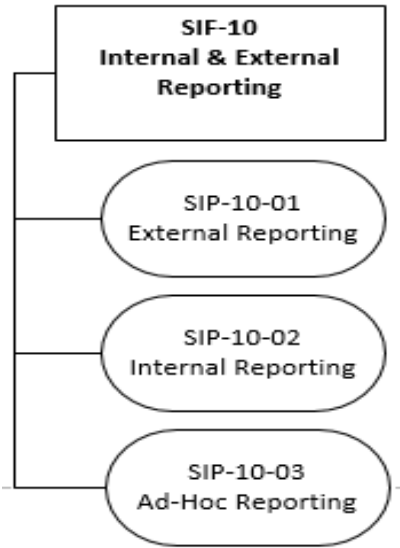 SIF-10
Internal & External
Reporting
SIP-10-01
External Reporting
SIP-10-02
Internal Reporting
SIP-10-03
Ad-Hoc Reporting